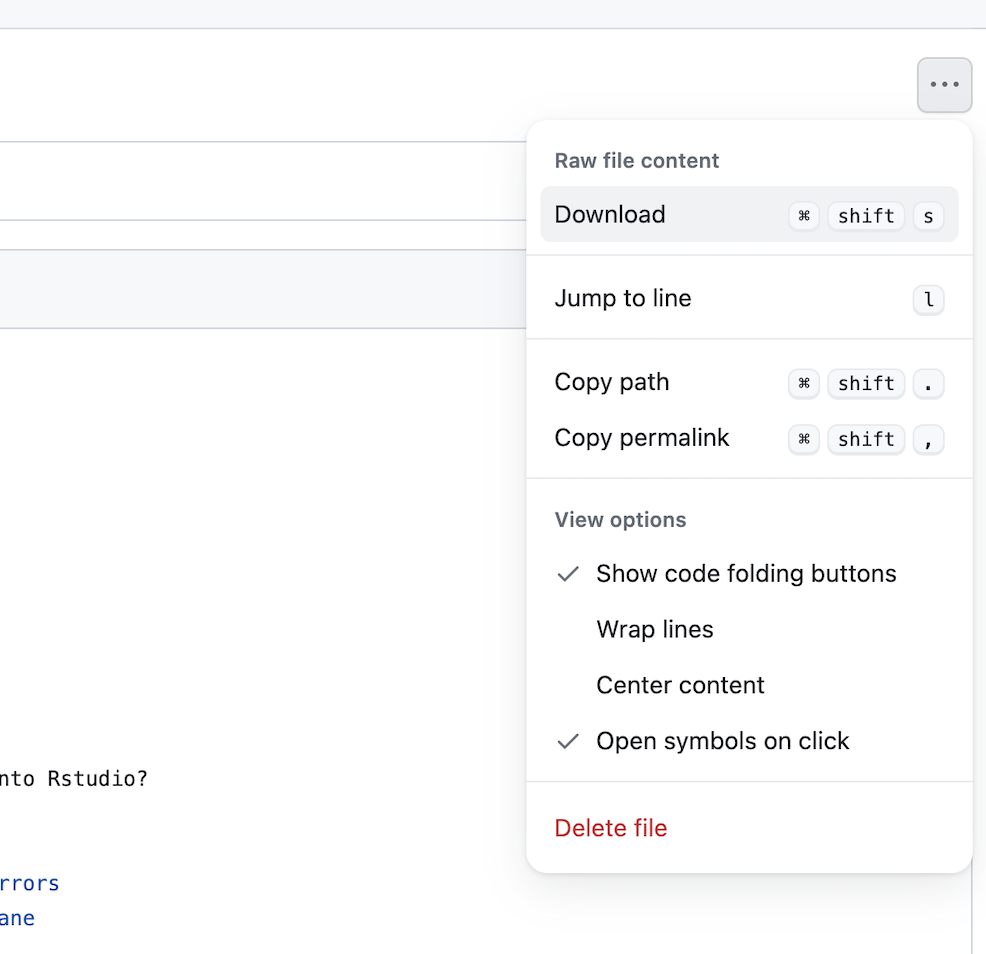 Raw file content
Download ⌘ shift s
Jump to line l
Copy path ⌘ shift .
Copy permalink ⌘ shift ,
View options
Show code folding buttons
Wrap lines
Center content
Open symbols on click
nto Rstudio?
Delete file
rrors
ane